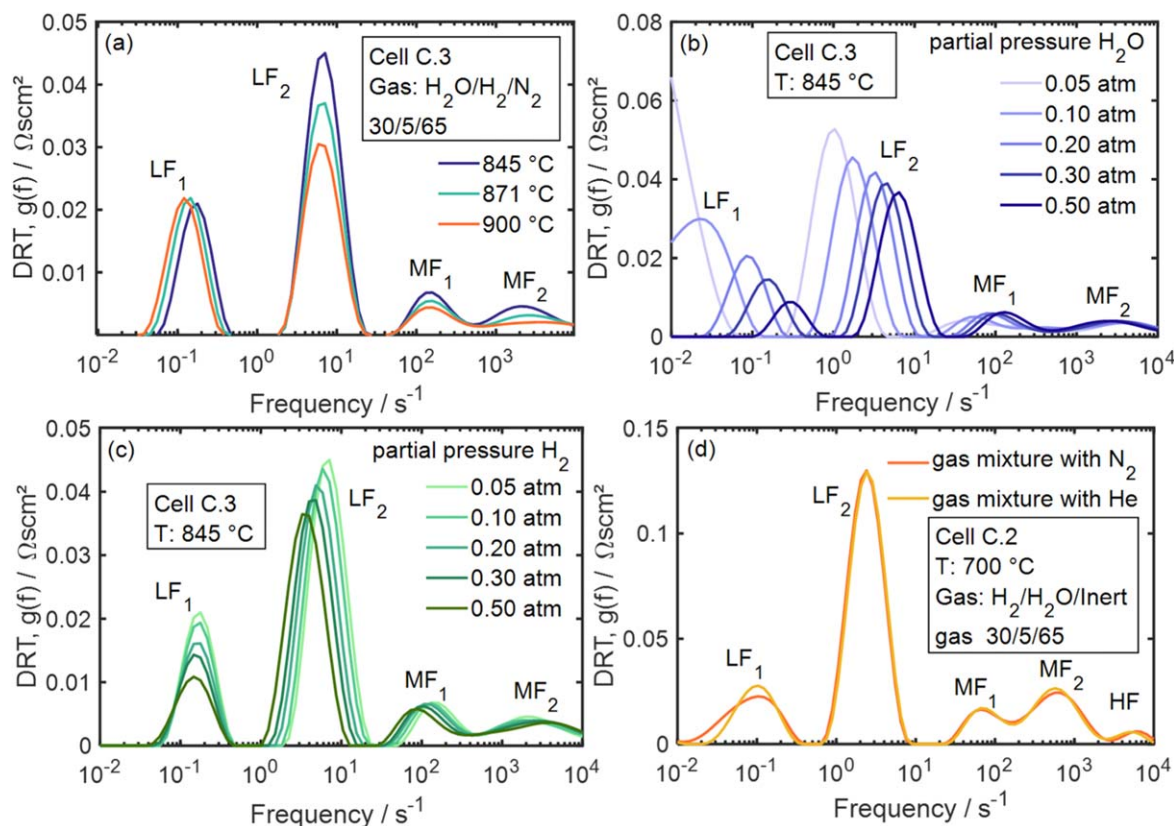 (a)
Cell C.3
Gas: H₂O/H₂/N₂
30/5/65
845 °C
871 °C
900 °C
LF₁
LF₂
MF₁
MF₂
0.05
0.04
0.03
0.02
0.01
DRT, g(f) / Ωscm²
10⁻² 10⁻¹ 10⁰ 10¹ 10² 10³
Frequency / s⁻¹
(b)
Cell C.3
T: 845 °C
partial pressure H₂O
0.05 atm
0.10 atm
0.20 atm
0.30 atm
0.50 atm
LF₁
LF₂
MF₁
MF₂
0.08
0.06
0.04
0.02
0
DRT, g(f) / Ωscm²
10⁻² 10⁻¹ 10⁰ 10¹ 10² 10³ 10⁴
Frequency / s⁻¹
(c)
partial pressure H₂
0.05 atm
0.10 atm
0.20 atm
0.30 atm
0.50 atm
Cell C.3
T: 845 °C
LF₁
LF₂
MF₁
MF₂
0.05
0.04
0.03
0.02
0.01
0
DRT, g(f) / Ωscm²
10⁻² 10⁻¹ 10⁰ 10¹ 10² 10³ 10⁴
Frequency / s⁻¹
(d)
gas mixture with N₂
gas mixture with He
Cell C.2
T: 700 °C
Gas: H₂/H₂O/Inert
gas 30/5/65
LF₁
LF₂
MF₁
MF₂
HF
0.15
0.1
0.05
0
DRT, g(f) / Ωscm²
10⁻² 10⁻¹ 10⁰ 10¹ 10² 10³ 10⁴
Frequency / s⁻¹